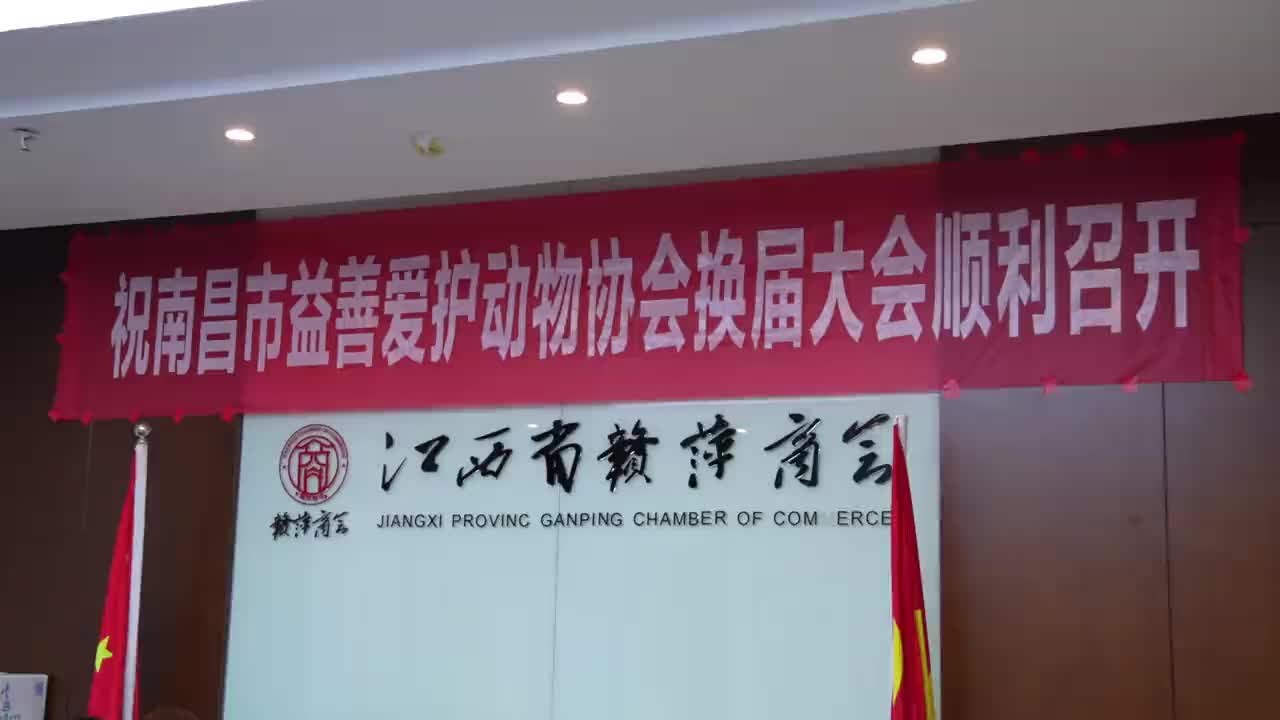 祝南昌市益善爱护动物协会换届大会顺利召开
江西省赣萍商会
JIANGXI PROVINC GANPING CHAMBER OF COM ERCE
赣萍商会